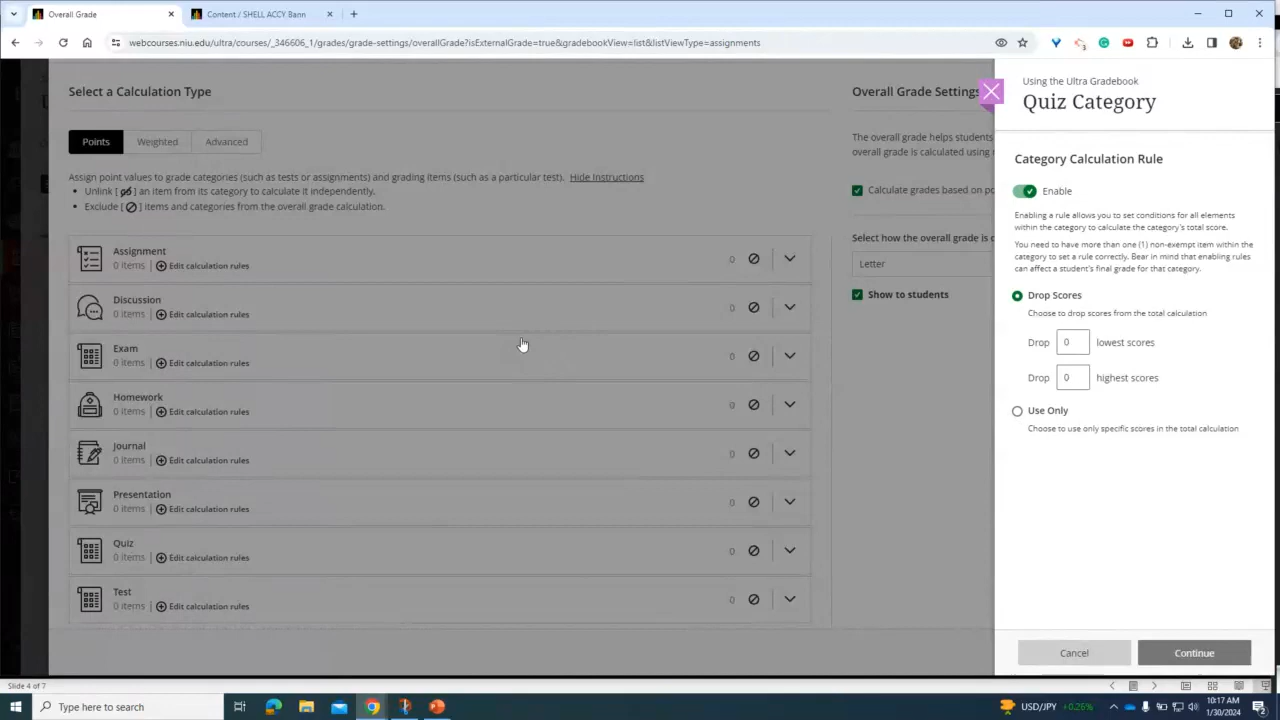 Overall Grade
Content / SHELL ACCY Bann
webcourses.niu.edu/ultra/courses/_346606_1/grades/grade-settings/overallGrade?isExternalGrade=true&gradebookView=list&listViewType=assignments
Select a Calculation Type
Points
Weighted
Advanced
Assign point values to grade categories (such as tests or assignments) and grading items (such as a particular test). Hide Instructions
• Unlink [ ] an item from its category to calculate it independently.
• Exclude [ ] items and categories from the overall grade calculation.
Assignment
0 items | Edit calculation rules
0
Discussion
0 items | Edit calculation rules
0
Exam
0 items | Edit calculation rules
0
Homework
0 items | Edit calculation rules
0
Journal
0 items | Edit calculation rules
0
Presentation
0 items | Edit calculation rules
0
Quiz
0 items | Edit calculation rules
0
Test
0 items | Edit calculation rules
0
Overall Grade Settings
The overall grade helps students
overall grade is calculated using
Calculate grades based on po
Select how the overall grade is
Letter
Show to students
Using the Ultra Gradebook
Quiz Category
Category Calculation Rule
Enable
Enabling a rule allows you to set conditions for all elements
within the category to calculate the category's total score.
You need to have more than one (1) non-exempt item within the
category to set a rule correctly. Bear in mind that enabling rules
can affect a student's final grade for that category.
Drop Scores
Choose to drop scores from the total calculation
Drop 0 lowest scores
Drop 0 highest scores
Use Only
Choose to use only specific scores in the total calculation
Cancel
Continue
Slide 4 of 7
Type here to search
USD/JPY +0.26%
10:17 AM
1/30/2024
2